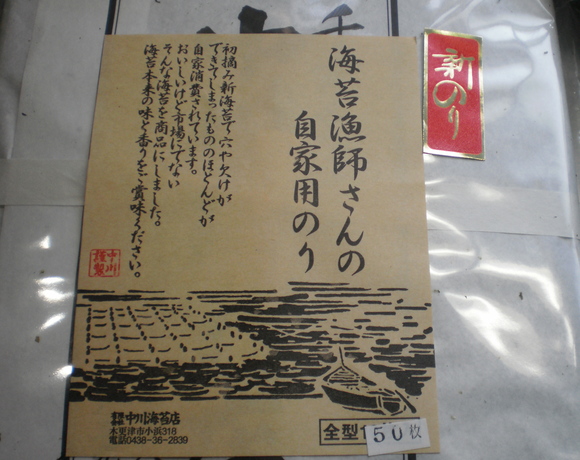 新のり
海苔漁師さんの
自家用のり
初摘み新海苔で穴や欠けが
できてしまったもののほとんどが
自家消費されています。
おいしいけど市場にでない
そんな海苔を商品にしました。
海苔本来の味と香りをご賞味ください。
中川
謹製
有限会社 中川海苔店
木更津市小浜318
電話0438-36-2839
全型1
50枚